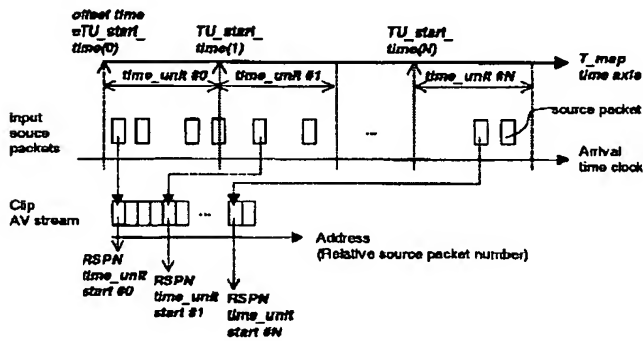 offset time
=TU_start_
time(0)
TU_start_
time(1)
TU_start_
time(N)
T_map
time axis
time_unit #0
time_unit #1
time_unit #N
source packet
Input
souce
packets
...
Arrival
time clock
Clip
AV stream
...
Address
(Relative source packet number)
RSPN
time_unit
start #0
RSPN
time_unit
start #1
RSPN
time_unit
start #N